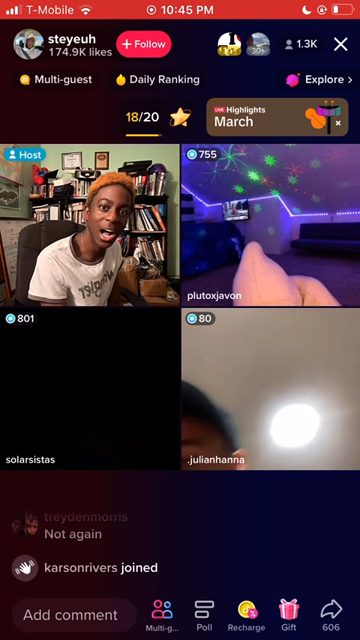 T-Mobile
10:45 PM
steyeuh
174.9K likes
+ Follow
30+
1.3K
Multi-guest
Daily Ranking
Explore >
18/20
LIVE Highlights
March
Host
755
plutoxjavon
801
solarsistas
80
.julianhanna
treydenmorris
Not again
karsonrivers joined
Add comment
Multi-g...
Poll
Recharge
Gift
606